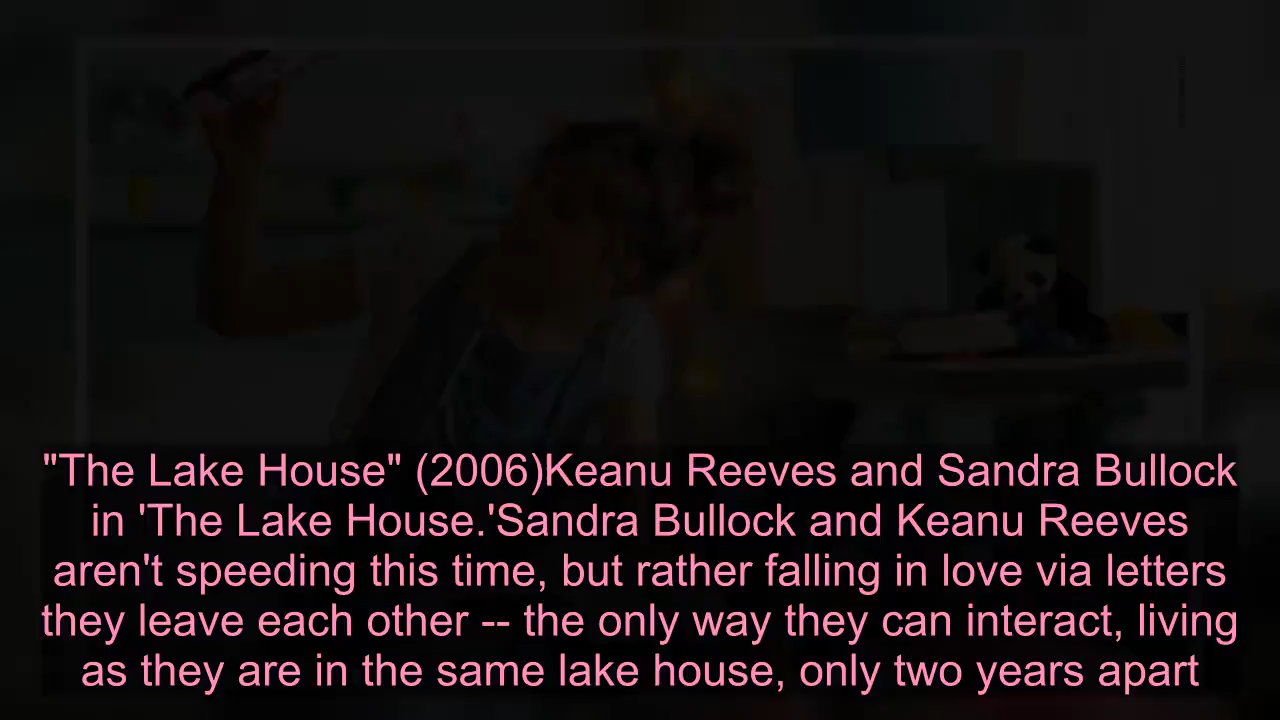 "The Lake House" (2006)Keanu Reeves and Sandra Bullock
in 'The Lake House.'Sandra Bullock and Keanu Reeves
aren't speeding this time, but rather falling in love via letters
they leave each other -- the only way they can interact, living
as they are in the same lake house, only two years apart